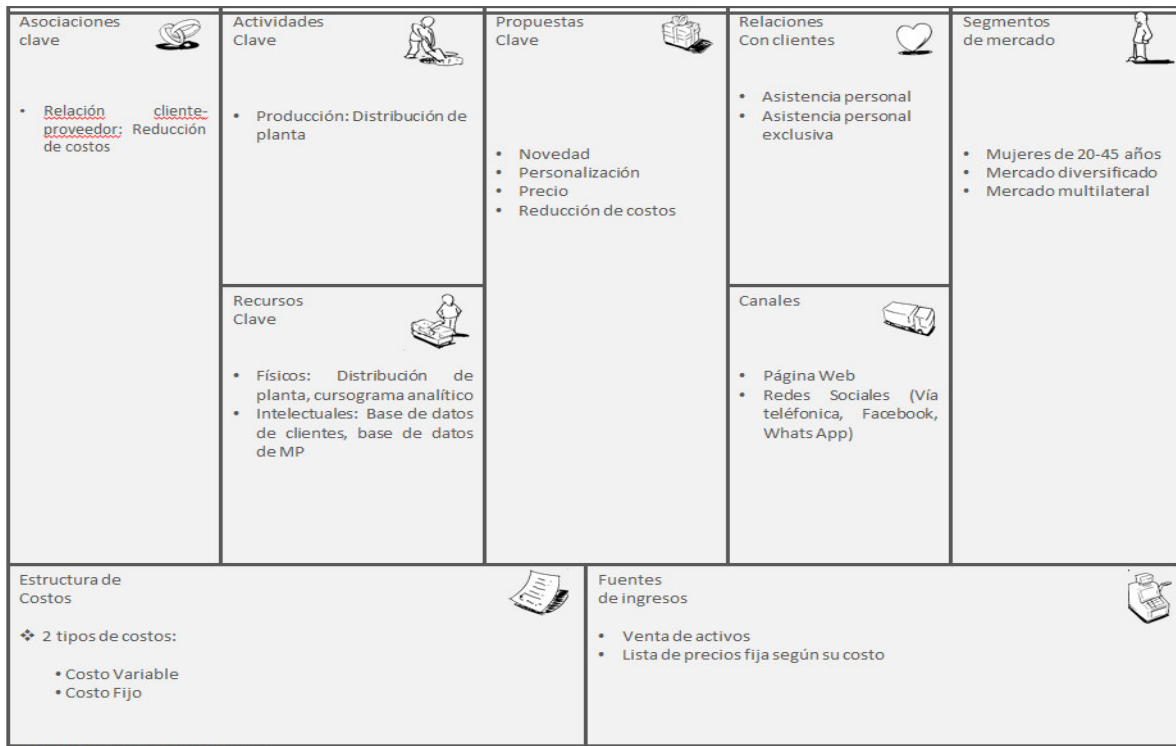 Asociaciones
clave
• Relación cliente-
proveedor: Reducción
de costos
Actividades
Clave
• Producción: Distribución de
planta
Recursos
Clave
• Físicos: Distribución de
planta, cursograma analítico
• Intelectuales: Base de datos
de clientes, base de datos
de MP
Propuestas
Clave
• Novedad
• Personalización
• Precio
• Reducción de costos
Relaciones
Con clientes
• Asistencia personal
• Asistencia personal
exclusiva
Canales
• Página Web
• Redes Sociales (Vía
teléfonica, Facebook,
Whats App)
Segmentos
de mercado
• Mujeres de 20-45 años
• Mercado diversificado
• Mercado multilateral
Estructura de
Costos
❖ 2 tipos de costos:
• Costo Variable
• Costo Fijo
Fuentes
de ingresos
• Venta de activos
• Lista de precios fija según su costo